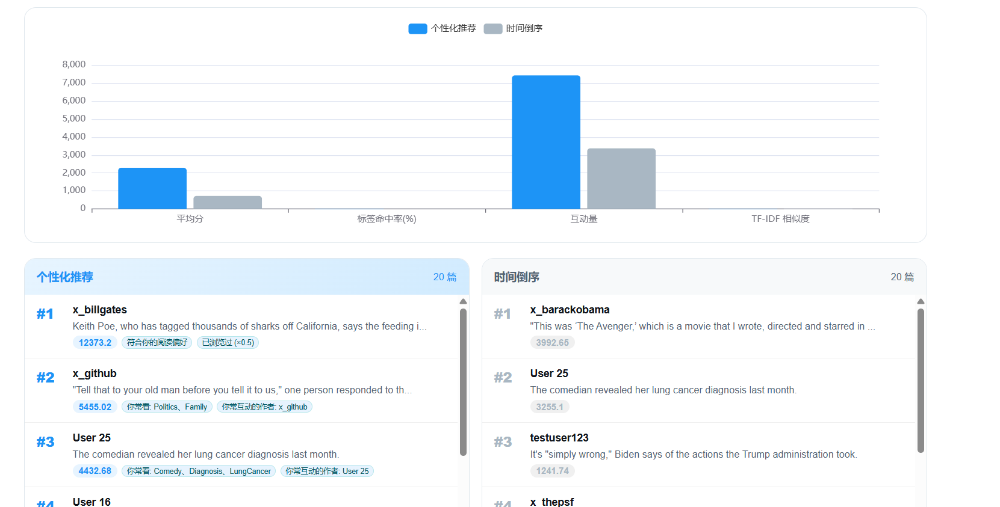 个性化推荐 时间倒序
8,000
7,000
6,000
5,000
4,000
3,000
2,000
1,000
0
平均分 标签命中率(%) 互动量 TF-IDF 相似度
个性化推荐 20 篇
#1 x_billgates
Keith Poe, who has tagged thousands of sharks off California, says the feeding i...
12373.2 符合你的阅读偏好 已浏览过 (×0.5)
#2 x_github
"Tell that to your old man before you tell it to us," one person responded to th...
5455.02 你常看: Politics、Family 你常互动的作者: x_github
#3 User 25
The comedian revealed her lung cancer diagnosis last month.
4432.68 你常看: Comedy、Diagnosis、LungCancer 你常互动的作者: User 25
#4 User 16
时间倒序 20 篇
#1 x_barackobama
"This was ‘The Avenger,’ which is a movie that I wrote, directed and starred in ...
3992.65
#2 User 25
The comedian revealed her lung cancer diagnosis last month.
3255.1
#3 testuser123
It's "simply wrong," Biden says of the actions the Trump administration took.
1241.74
#4 x_thepsf